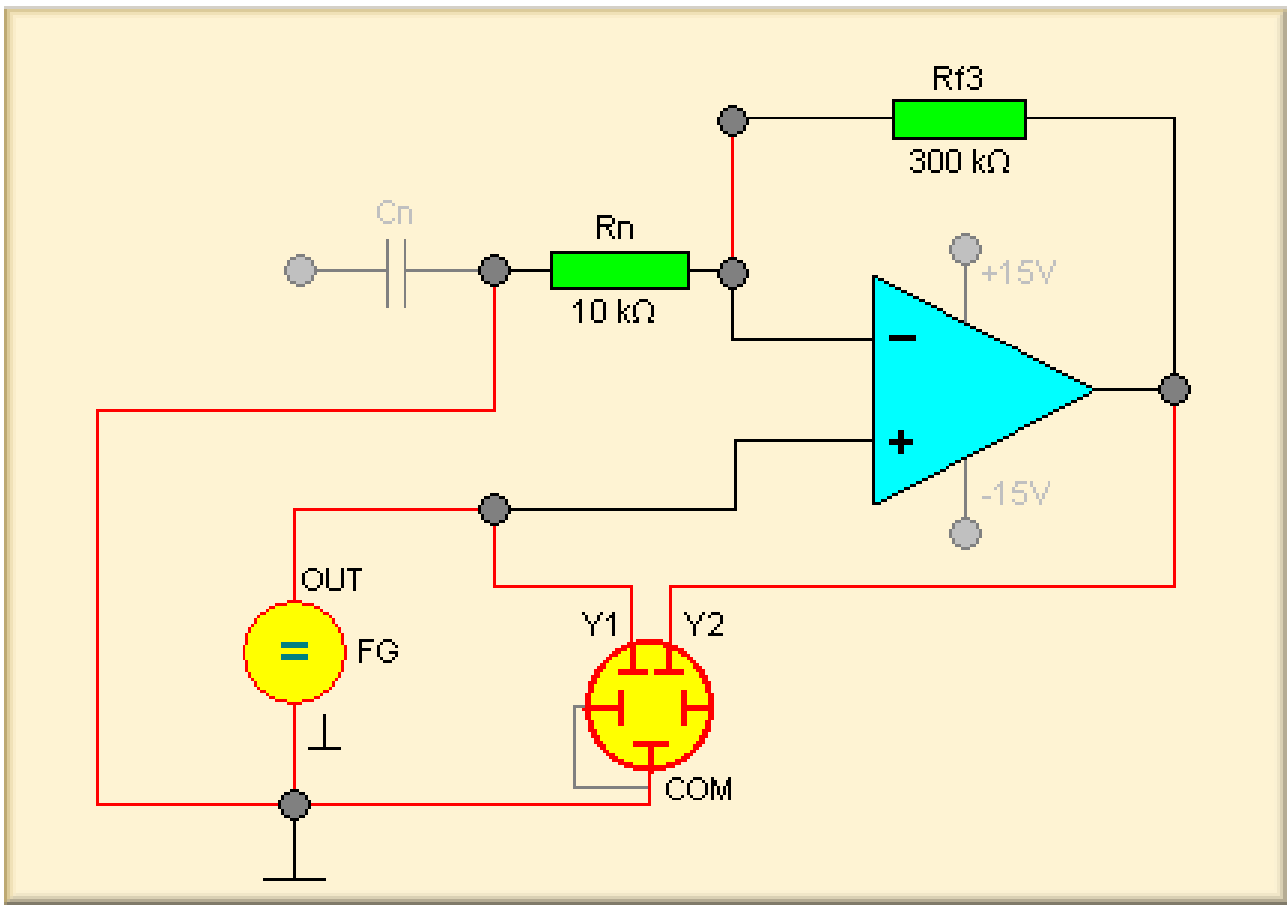 Rf3
300 kΩ
Cn
Rn
10 kΩ
+15V
−
+
-15V
OUT
=
FG
Y1
Y2
COM